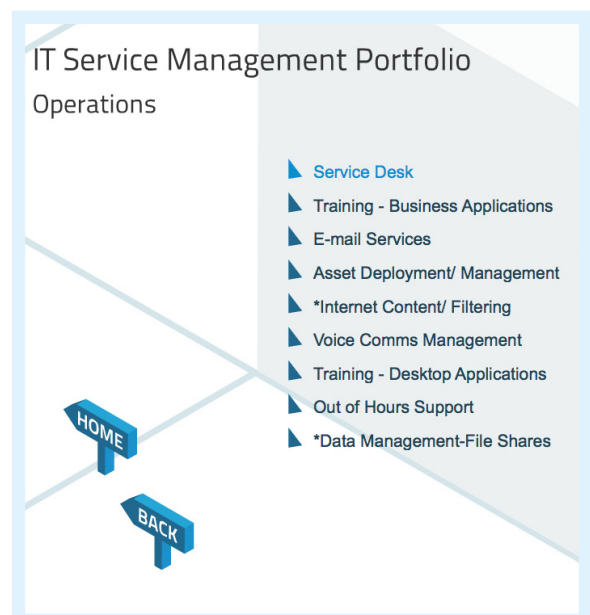 IT Service Management Portfolio
Operations
Service Desk
Training - Business Applications
E-mail Services
Asset Deployment/ Management
*Internet Content/ Filtering
Voice Comms Management
Training - Desktop Applications
Out of Hours Support
*Data Management-File Shares
HOME
BACK